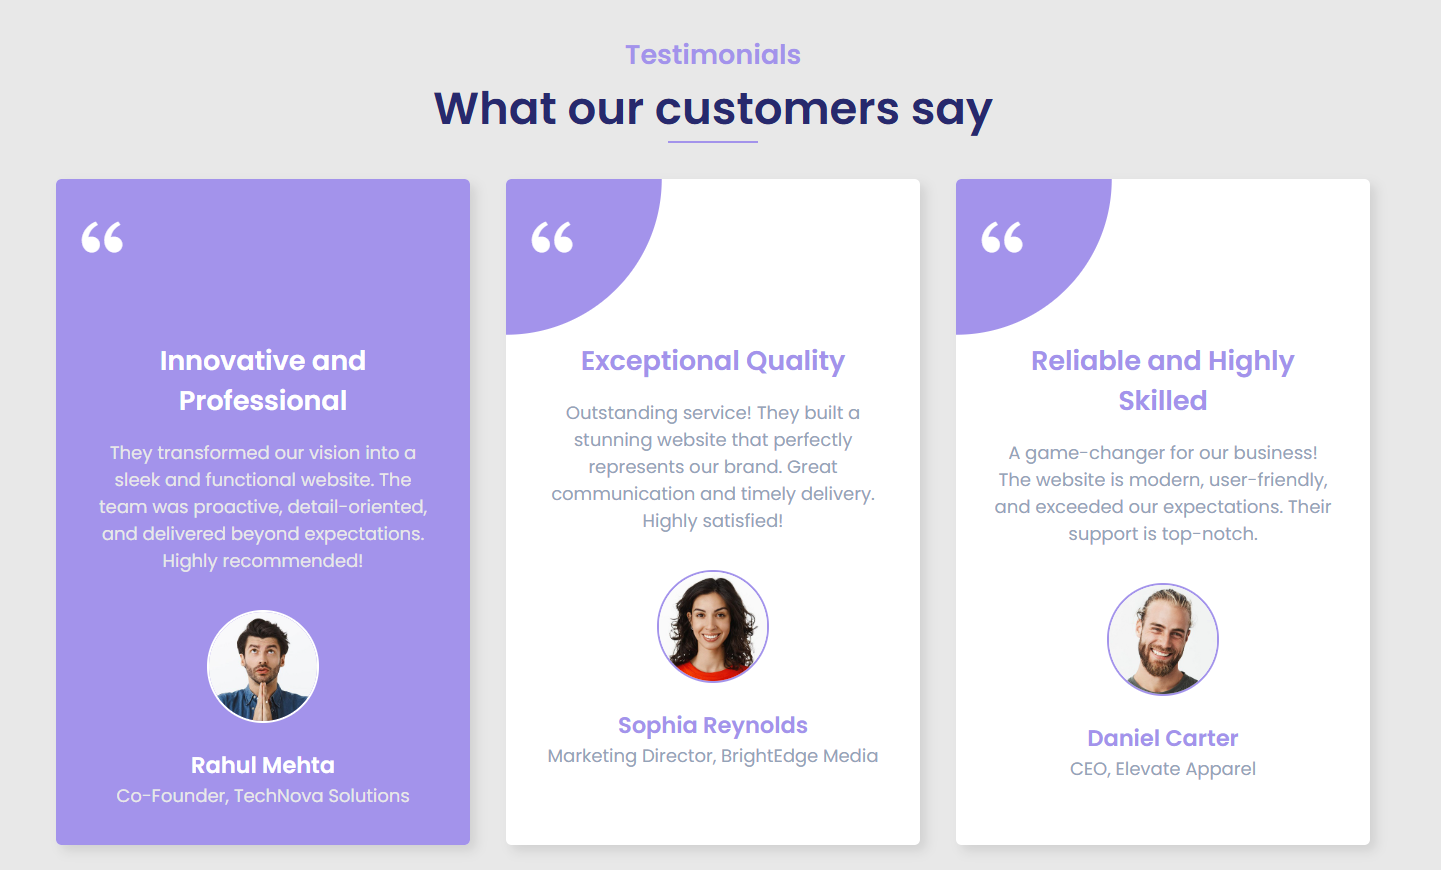 Testimonials
What our customers say
“
Innovative and
Professional
They transformed our vision into a
sleek and functional website. The
team was proactive, detail-oriented,
and delivered beyond expectations.
Highly recommended!
Rahul Mehta
Co-Founder, TechNova Solutions
“
Exceptional Quality
Outstanding service! They built a
stunning website that perfectly
represents our brand. Great
communication and timely delivery.
Highly satisfied!
Sophia Reynolds
Marketing Director, BrightEdge Media
“
Reliable and Highly
Skilled
A game-changer for our business!
The website is modern, user-friendly,
and exceeded our expectations. Their
support is top-notch.
Daniel Carter
CEO, Elevate Apparel